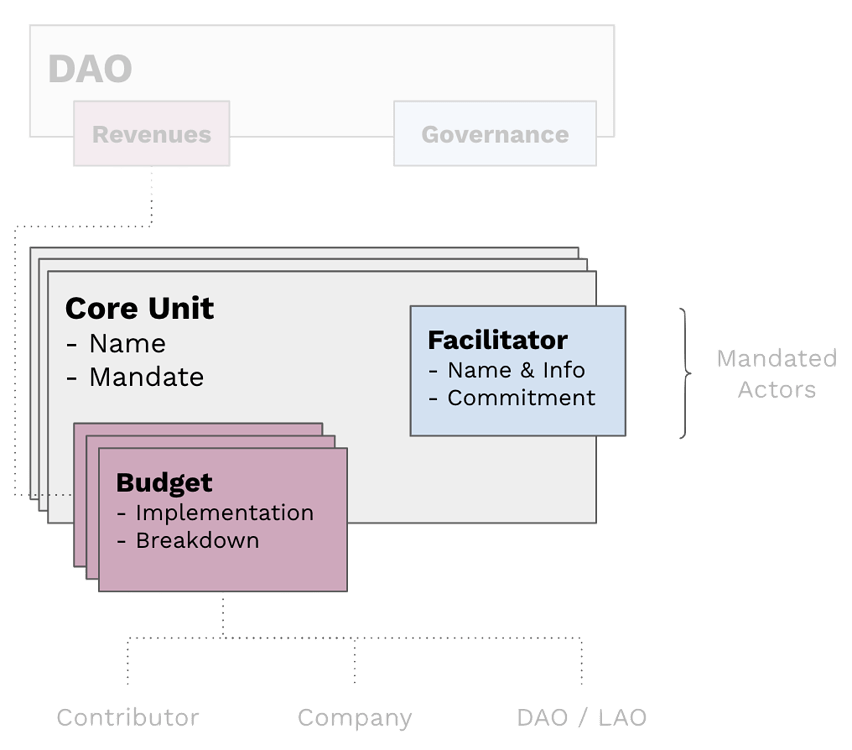 DAO
Revenues
Governance
Core Unit
- Name
- Mandate
Facilitator
- Name & Info
- Commitment
Mandated
Actors
Budget
- Implementation
- Breakdown
Contributor
Company
DAO / LAO